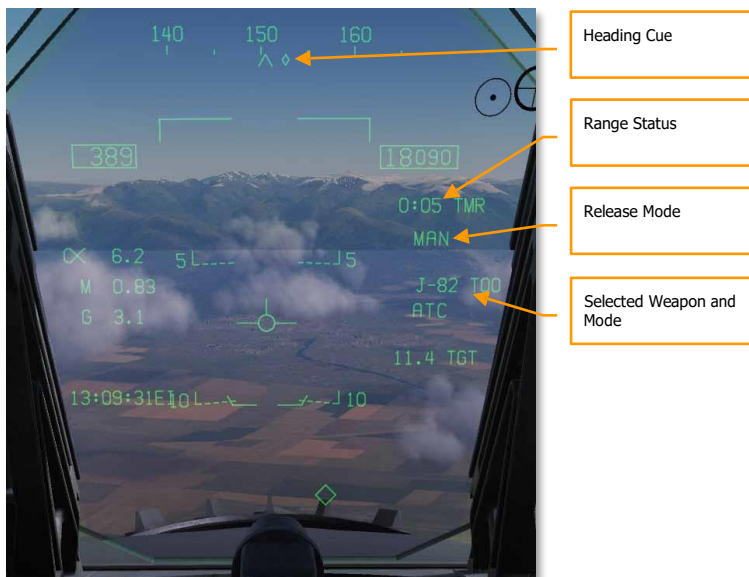 140 150 160
Heading Cue
389 18090
Range Status
0:05 TMR
MAN
Release Mode
α 6.2 5 5
M 0.83 J-82 TOO
G 3.1 ATC
Selected Weapon and
Mode
11.4 TGT
13:09:31EI 10 10